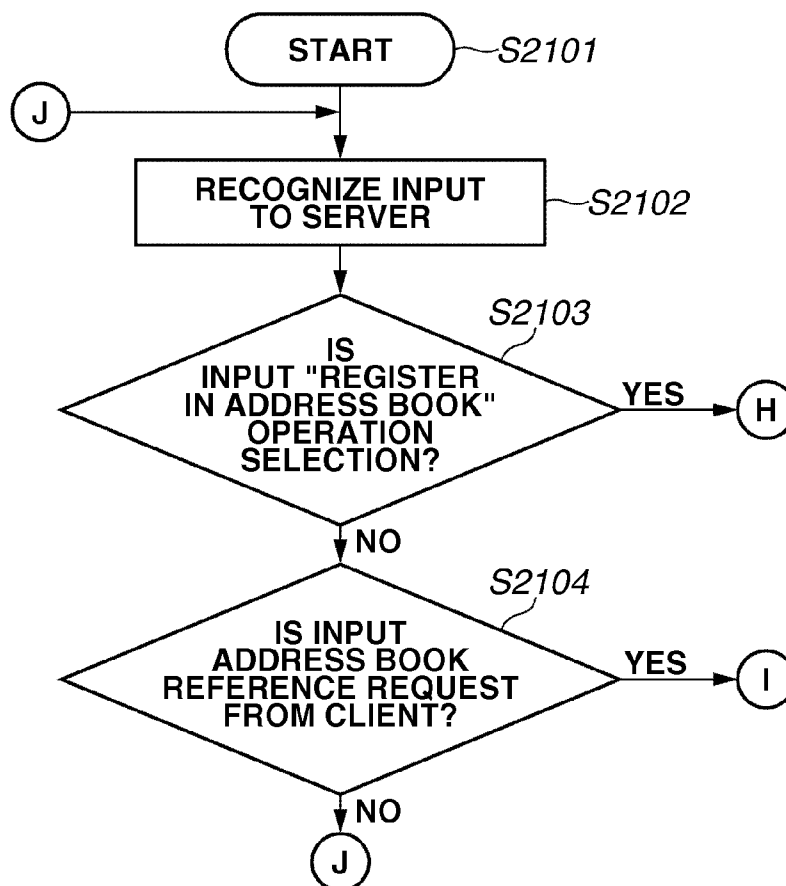 START
S2101
J
RECOGNIZE INPUT
TO SERVER
S2102
S2103
IS
INPUT "REGISTER
IN ADDRESS BOOK"
OPERATION
SELECTION?
YES
H
NO
S2104
IS INPUT
ADDRESS BOOK
REFERENCE REQUEST
FROM CLIENT?
YES
I
NO
J